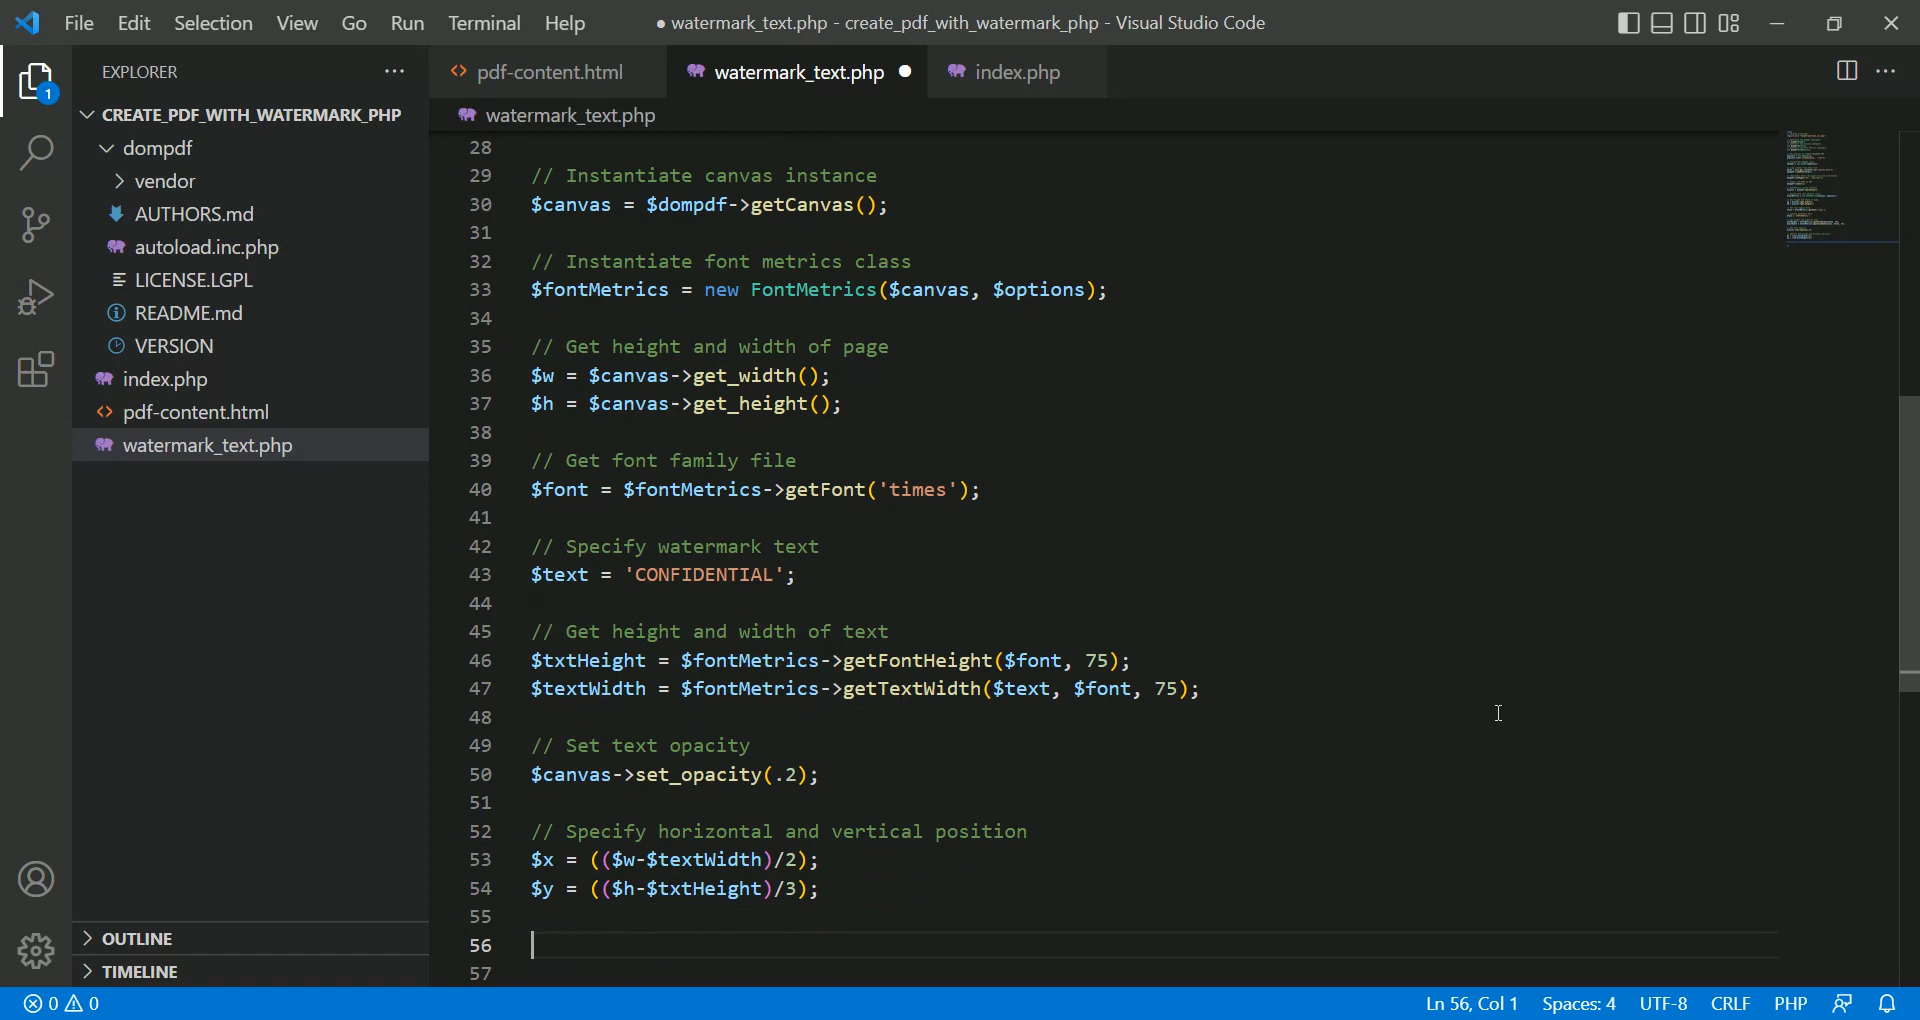 File Edit Selection View Go Run Terminal Help
● watermark_text.php - create_pdf_with_watermark_php - Visual Studio Code
EXPLORER
1
CREATE_PDF_WITH_WATERMARK_PHP
dompdf
vendor
AUTHORS.md
autoload.inc.php
LICENSE.LGPL
README.md
VERSION
index.php
pdf-content.html
watermark_text.php
OUTLINE
TIMELINE
pdf-content.html watermark_text.php index.php
watermark_text.php
28
29 // Instantiate canvas instance
30 $canvas = $dompdf->getCanvas();
31
32 // Instantiate font metrics class
33 $fontMetrics = new FontMetrics($canvas, $options);
34
35 // Get height and width of page
36 $w = $canvas->get_width();
37 $h = $canvas->get_height();
38
39 // Get font family file
40 $font = $fontMetrics->getFont('times');
41
42 // Specify watermark text
43 $text = 'CONFIDENTIAL';
44
45 // Get height and width of text
46 $txtHeight = $fontMetrics->getFontHeight($font, 75);
47 $textWidth = $fontMetrics->getTextWidth($text, $font, 75);
48
49 // Set text opacity
50 $canvas->set_opacity(.2);
51
52 // Specify horizontal and vertical position
53 $x = (($w-$textWidth)/2);
54 $y = (($h-$txtHeight)/3);
55
56
57
0 0 Ln 56, Col 1 Spaces: 4 UTF-8 CRLF PHP